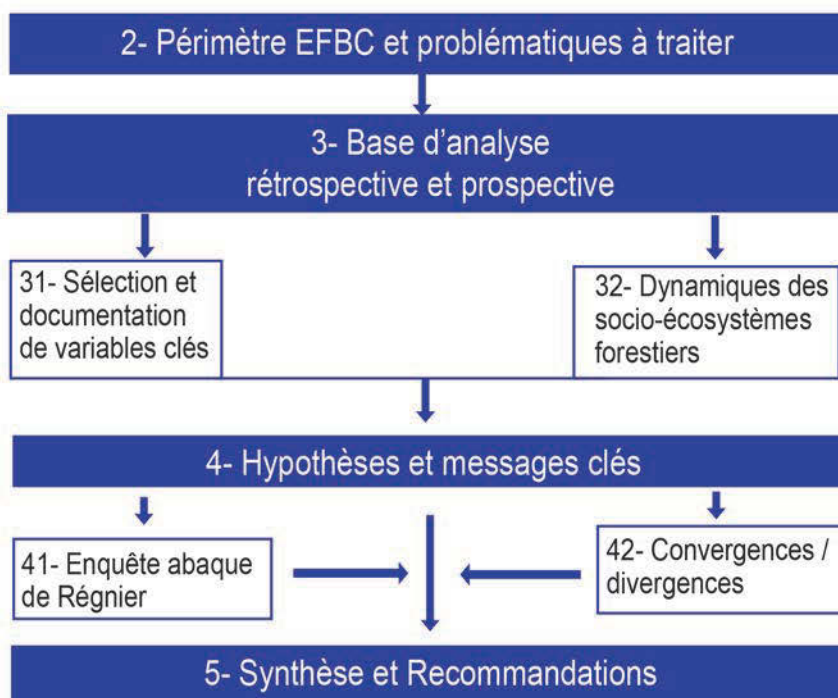 2- Périmètre EFBC et problématiques à traiter
3- Base d’analyse
rétrospective et prospective
31- Sélection et
documentation
de variables clés
32- Dynamiques des
socio-écosystèmes
forestiers
4- Hypothèses et messages clés
41- Enquête abaque
de Régnier
42- Convergences /
divergences
5- Synthèse et Recommandations